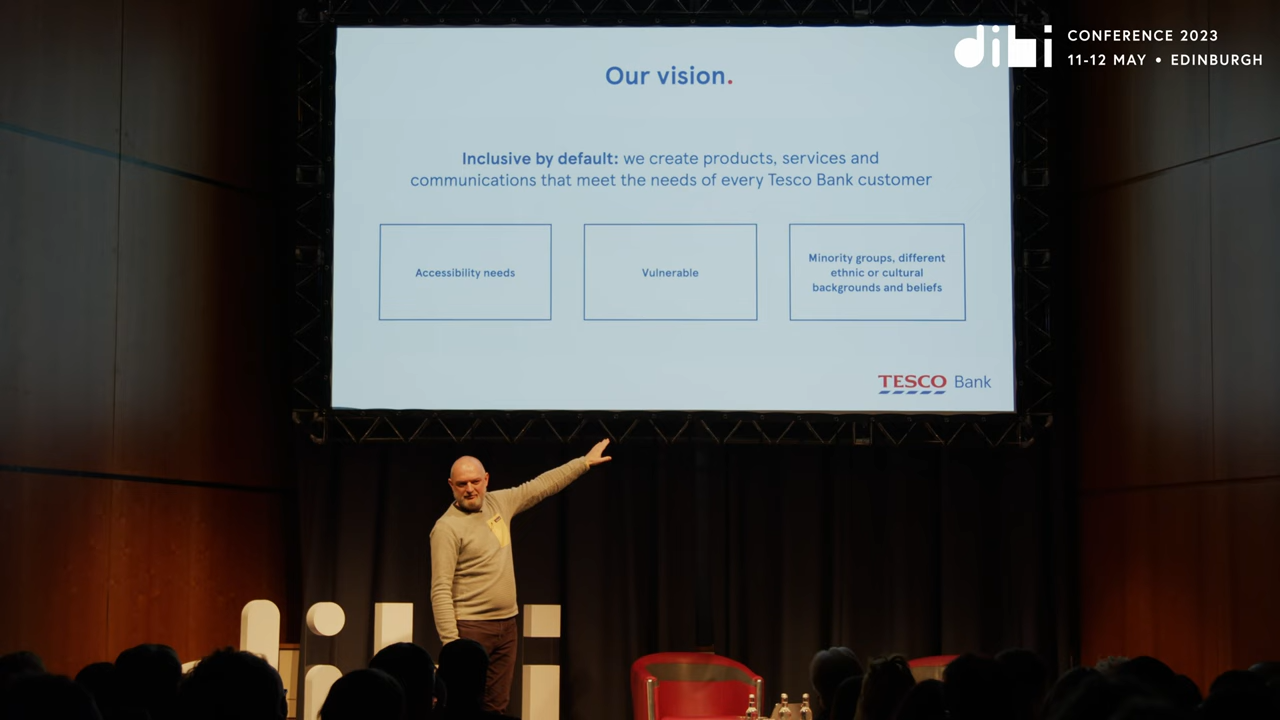 dibi
CONFERENCE 2023
11-12 MAY • EDINBURGH
Our vision.
Inclusive by default: we create products, services and
communications that meet the needs of every Tesco Bank customer
Accessibility needs
Vulnerable
Minority groups, different
ethnic or cultural
backgrounds and beliefs
TESCO Bank
dibi